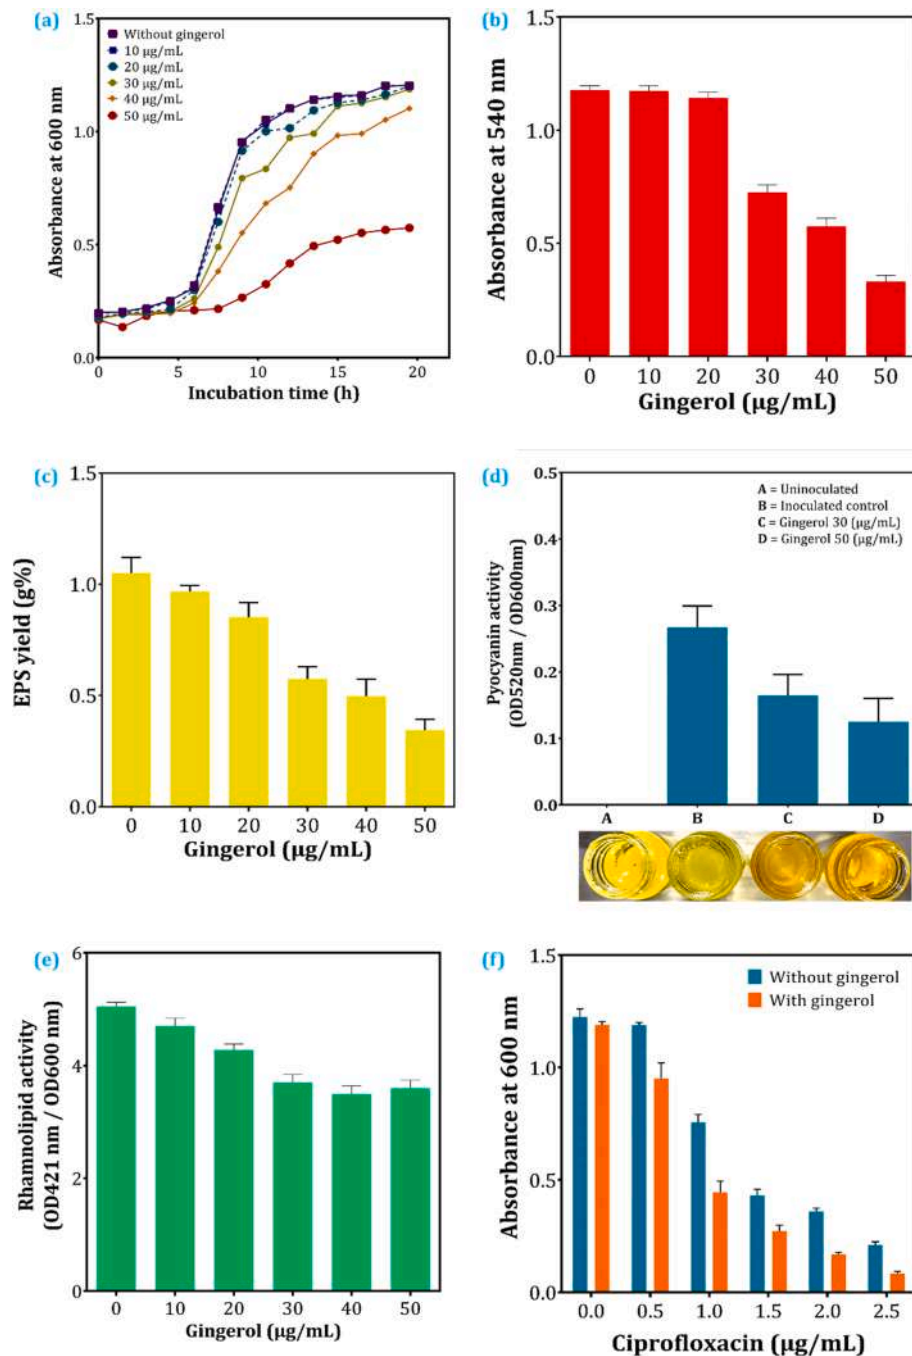 (a)
Without gingerol
10 µg/mL
20 µg/mL
30 µg/mL
40 µg/mL
50 µg/mL
Absorbance at 600 nm
1.0
0.5
0.0
0 5 10 15 20
Incubation time (h)
(b)
Absorbance at 540 nm
1.0
0.5
0.0
0 10 20 30 40 50
Gingerol (µg/mL)
(c)
EPS yield (g%)
1.5
1.0
0.5
0.0
0 10 20 30 40 50
Gingerol (µg/mL)
(d)
A = Uninoculated
B = Inoculated control
C = Gingerol 30 (µg/mL)
D = Gingerol 50 (µg/mL)
Pyocyanin activity
(OD520nm / OD600nm)
0.5
0.4
0.3
0.2
0.1
0.0
A B C D
(e)
Rhamnolipid activity
(OD421 nm / OD600 nm)
6
4
2
0
0 10 20 30 40 50
Gingerol (µg/mL)
(f)
Without gingerol
With gingerol
Absorbance at 600 nm
1.5
1.0
0.5
0.0
0.0 0.5 1.0 1.5 2.0 2.5
Ciprofloxacin (µg/mL)